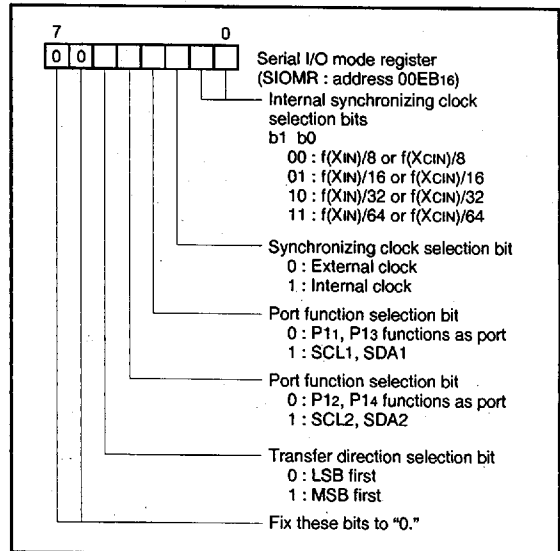 7 0
0 0
Serial I/O mode register
(SIOMR : address 00EB16)
Internal synchronizing clock
selection bits
b1 b0
00 : f(XIN)/8 or f(XCIN)/8
01 : f(XIN)/16 or f(XCIN)/16
10 : f(XIN)/32 or f(XCIN)/32
11 : f(XIN)/64 or f(XCIN)/64
Synchronizing clock selection bit
0 : External clock
1 : Internal clock
Port function selection bit
0 : P11, P13 functions as port
1 : SCL1, SDA1
Port function selection bit
0 : P12, P14 functions as port
1 : SCL2, SDA2
Transfer direction selection bit
0 : LSB first
1 : MSB first
Fix these bits to “0.”